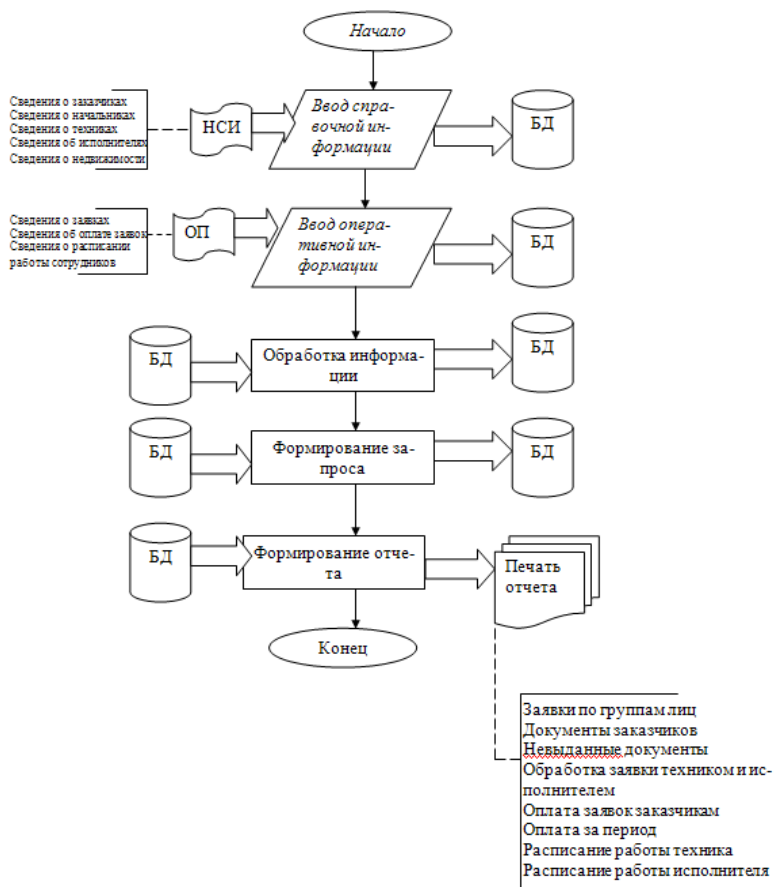 Начало
Сведения о заказчиках
Сведения о начальниках
Сведения о техниках
Сведения об исполнителях
Сведения о недвижимости
НСИ
Ввод спра-
вочной ин-
формации
БД
Сведения о заявках
Сведения об оплате заявок
Сведения о расписании
работы сотрудников
ОП
Ввод опера-
тивной ин-
формации
БД
БД
Обработка информа-
ции
БД
БД
Формирование за-
проса
БД
БД
Формирование отче-
та
Печать
отчета
Конец
Заявки по группам лиц
Документы заказчиков
Невыданные документы
Обработка заявки техником и ис-
полнителем
Оплата заявок заказчикам
Оплата за период
Расписание работы техника
Расписание работы исполнителя